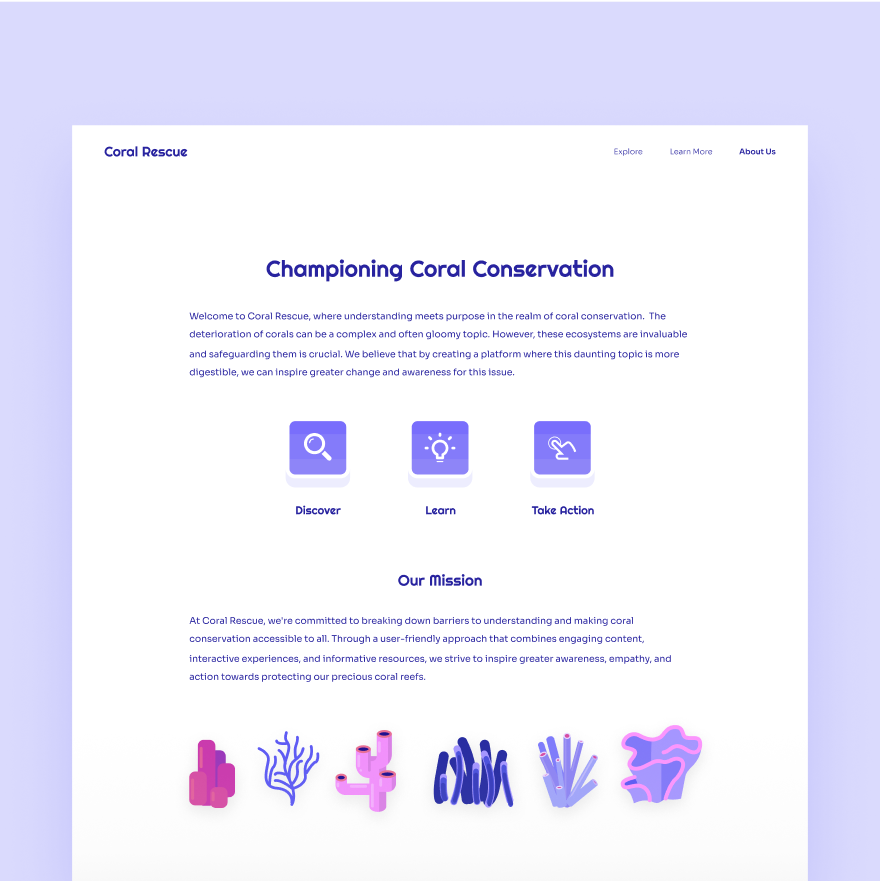 Coral Rescue
Explore Learn More About Us
Championing Coral Conservation
Welcome to Coral Rescue, where understanding meets purpose in the realm of coral conservation.  The
deterioration of corals can be a complex and often gloomy topic. However, these ecosystems are invaluable
and safeguarding them is crucial. We believe that by creating a platform where this daunting topic is more
digestible, we can inspire greater change and awareness for this issue.
Discover Learn Take Action
Our Mission
At Coral Rescue, we're committed to breaking down barriers to understanding and making coral
conservation accessible to all. Through a user-friendly approach that combines engaging content,
interactive experiences, and informative resources, we strive to inspire greater awareness, empathy, and
action towards protecting our precious coral reefs.